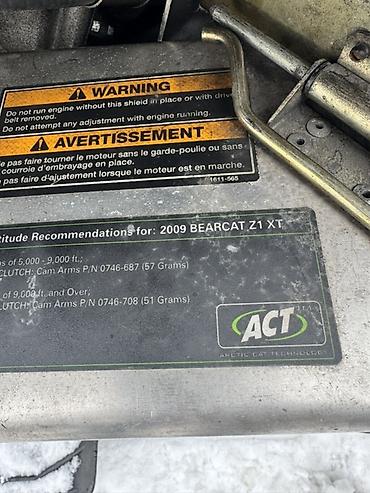 WARNING
Do not run engine without this shield in place or with drive
belt removed.
Do not attempt any adjustment with engine running.
AVERTISSEMENT
pas faire tourner le moteur sans le garde-poulie ou sans
courroie d'embrayage en place.
pas faire d'ajustement lorsque le moteur est en marche.
1611-565
titude Recommendations for: 2009 BEARCAT Z1 XT
of 5,000 - 9,000 ft.;
CLUTCH: Cam Arms P/N 0746-687 (57 Grams)
of 9,000 ft. and Over;
CLUTCH: Cam Arms P/N 0746-708 (51 Grams)
ACT
ARCTIC CAT TECHNOLOGY